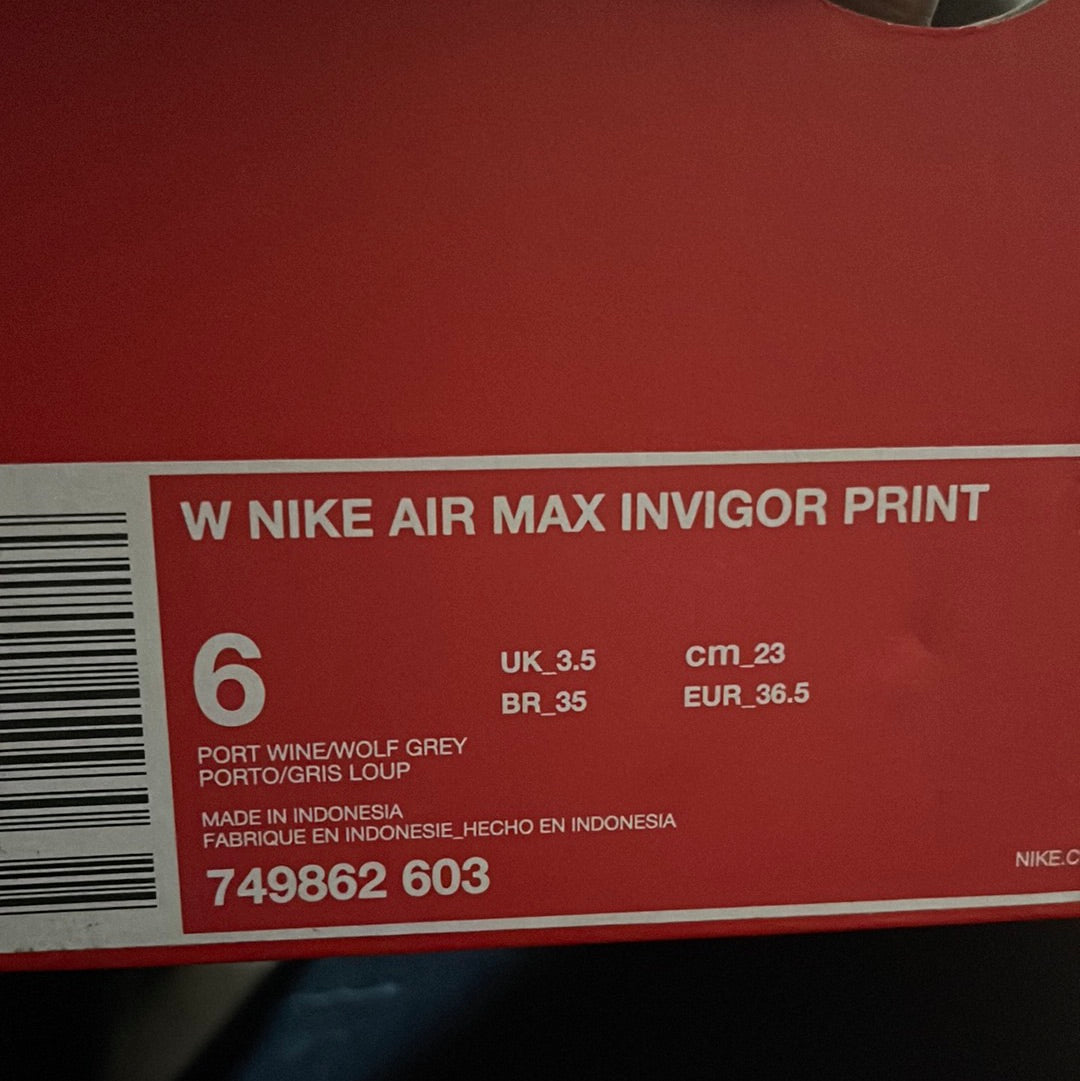 W NIKE AIR MAX INVIGOR PRINT
6
UK_3.5 cm_23
BR_35 EUR_36.5
PORT WINE/WOLF GREY
PORTO/GRIS LOUP
MADE IN INDONESIA
FABRIQUE EN INDONESIE_HECHO EN INDONESIA
749862 603
NIKE.C